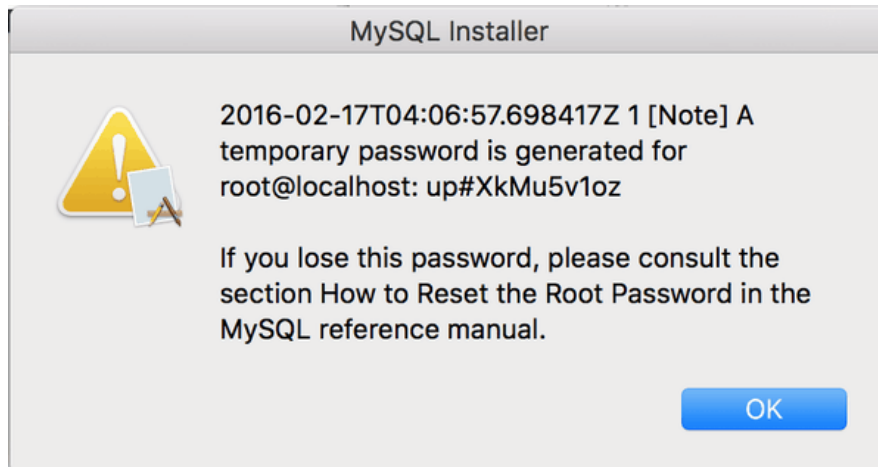 MySQL Installer
2016-02-17T04:06:57.698417Z 1 [Note] A
temporary password is generated for
root@localhost: up#XkMu5v1oz
If you lose this password, please consult the
section How to Reset the Root Password in the
MySQL reference manual.
OK